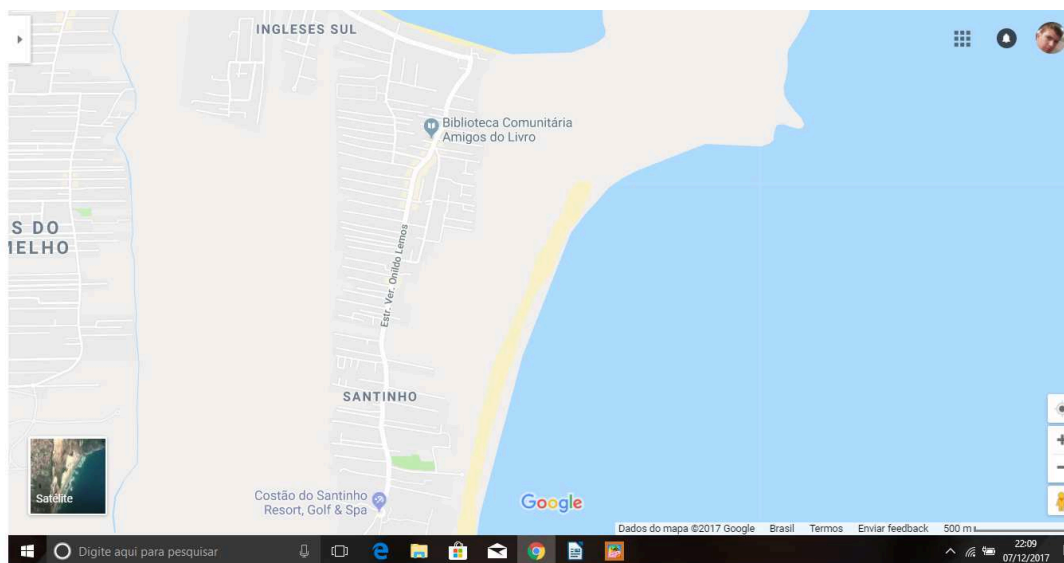 INGLESES SUL
Biblioteca Comunitária
Amigos do Livro
S DO
MELHO
Estr. Ver. Onildo Lemos
SANTINHO
Satélite
Costão do Santinho
Resort, Golf & Spa
Google
Dados do mapa ©2017 Google Brasil Termos Enviar feedback 500 m
Digite aqui para pesquisar
22:09
07/12/2017